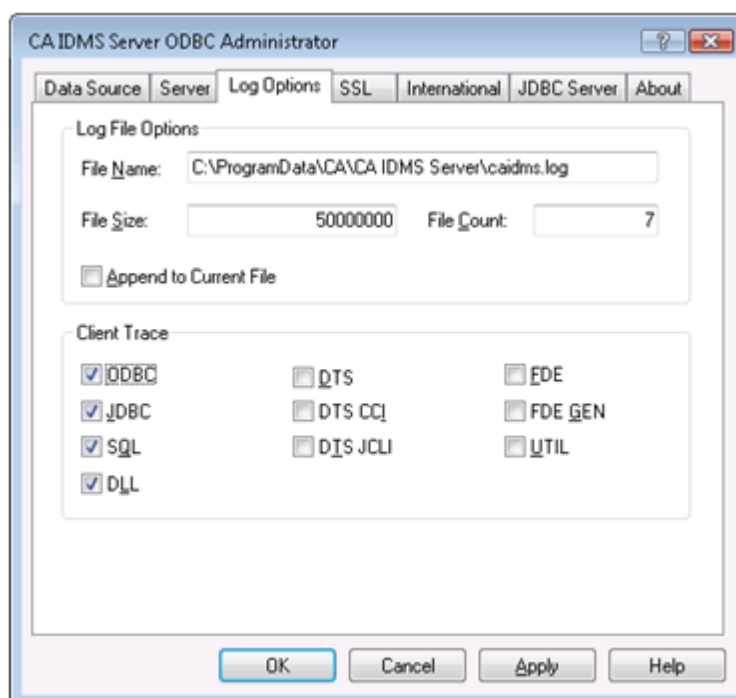 CA IDMS Server ODBC Administrator
Data Source Server Log Options SSL International JDBC Server About
Log File Options
File Name: C:\ProgramData\CA\CA IDMS Server\caidms.log
File Size: 50000000 File Count: 7
Append to Current File
Client Trace
ODBC DTS FDE
JDBC DTS CCI FDE GEN
SQL DTS JCLI UTIL
DLL
OK Cancel Apply Help